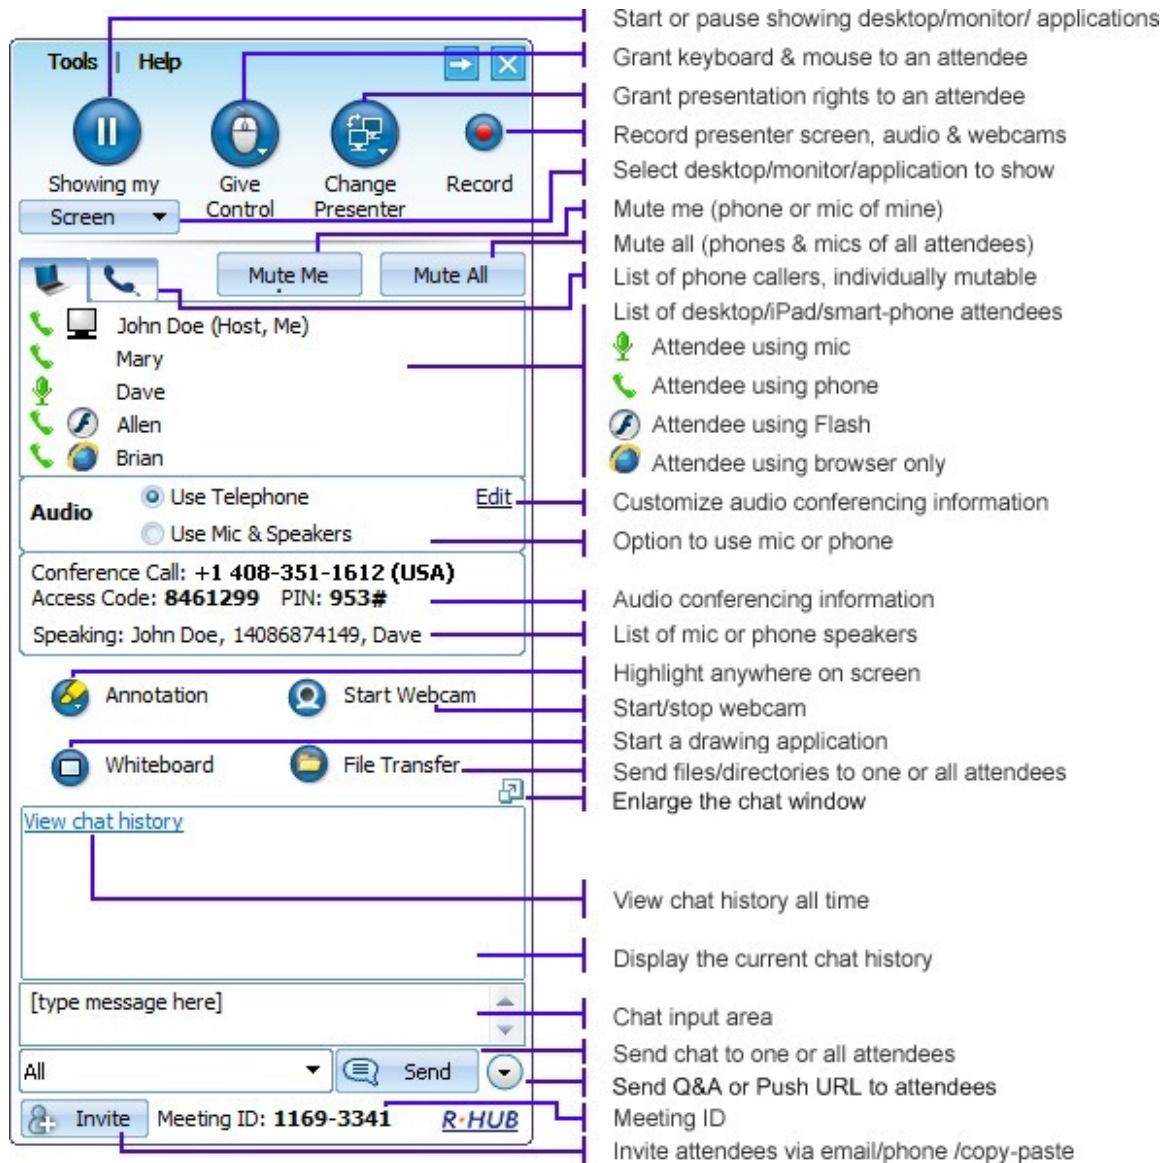 Tools | Help
Showing my
Screen
Give
Control
Change
Presenter
Record
Mute Me
Mute All
John Doe (Host, Me)
Mary
Dave
Allen
Brian
Audio
Use Telephone
Edit
Use Mic & Speakers
Conference Call: +1 408-351-1612 (USA)
Access Code: 8461299 PIN: 953#
Speaking: John Doe, 14086874149, Dave
Annotation
Start Webcam
Whiteboard
File Transfer
View chat history
[type message here]
All
Send
Invite
Meeting ID: 1169-3341
R·HUB
Start or pause showing desktop/monitor/ applications
Grant keyboard & mouse to an attendee
Grant presentation rights to an attendee
Record presenter screen, audio & webcams
Select desktop/monitor/application to show
Mute me (phone or mic of mine)
Mute all (phones & mics of all attendees)
List of phone callers, individually mutable
List of desktop/iPad/smart-phone attendees
Attendee using mic
Attendee using phone
Attendee using Flash
Attendee using browser only
Customize audio conferencing information
Option to use mic or phone
Audio conferencing information
List of mic or phone speakers
Highlight anywhere on screen
Start/stop webcam
Start a drawing application
Send files/directories to one or all attendees
Enlarge the chat window
View chat history all time
Display the current chat history
Chat input area
Send chat to one or all attendees
Send Q&A or Push URL to attendees
Meeting ID
Invite attendees via email/phone /copy-paste